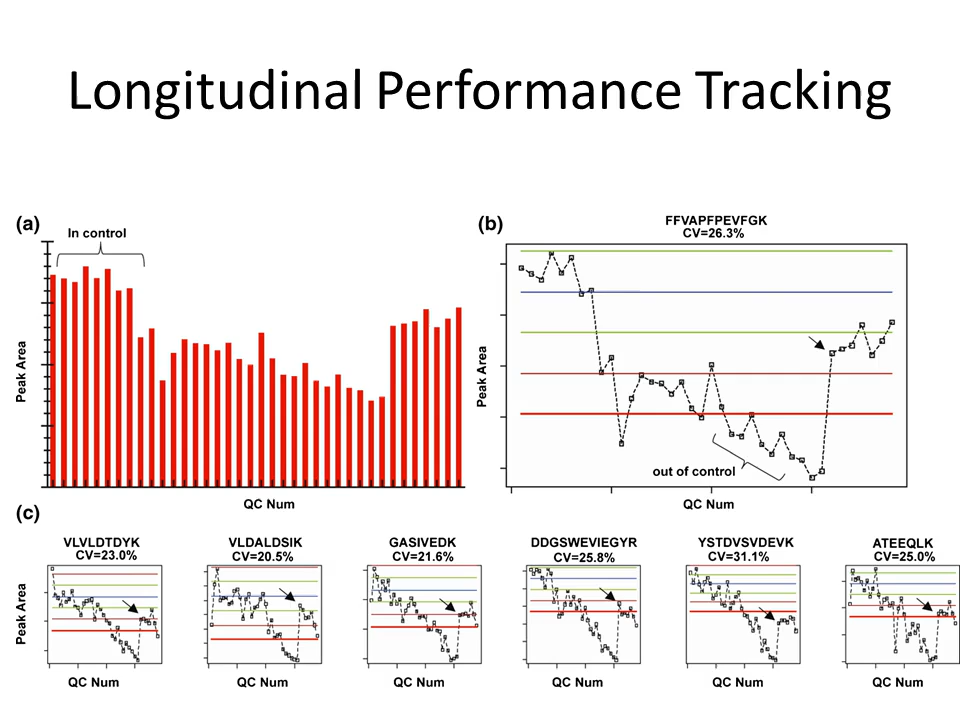 Longitudinal Performance Tracking
(a)
In control
Peak Area
QC Num
(b)
FFVAPFPEVFGK
CV=26.3%
Peak Area
out of control
QC Num
(c)
Peak Area
VLVLDTDYK
CV=23.0%
QC Num
VLDALDSIK
CV=20.5%
QC Num
GASIVEDK
CV=21.6%
QC Num
DDGSWEVIEGYR
CV=25.8%
QC Num
YSTDVSVDEVK
CV=31.1%
QC Num
ATEEQLK
CV=25.0%
QC Num